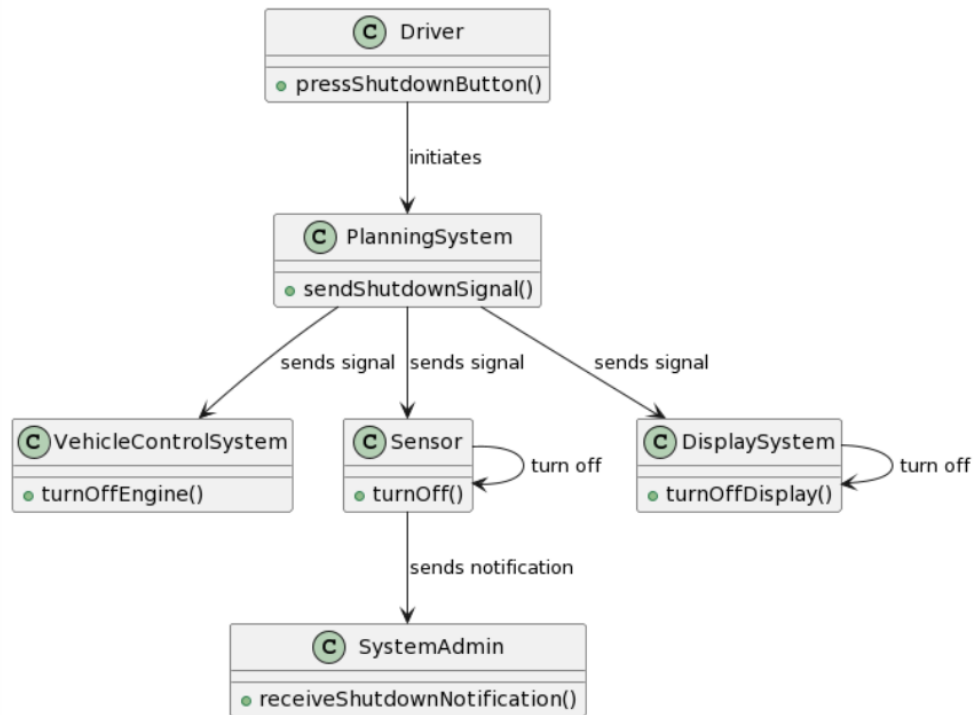 C Driver
pressShutdownButton()
initiates
C PlanningSystem
sendShutdownSignal()
sends signal
sends signal
sends signal
C VehicleControlSystem
turnOffEngine()
C Sensor
turnOff()
turn off
C DisplaySystem
turnOffDisplay()
turn off
sends notification
C SystemAdmin
receiveShutdownNotification()